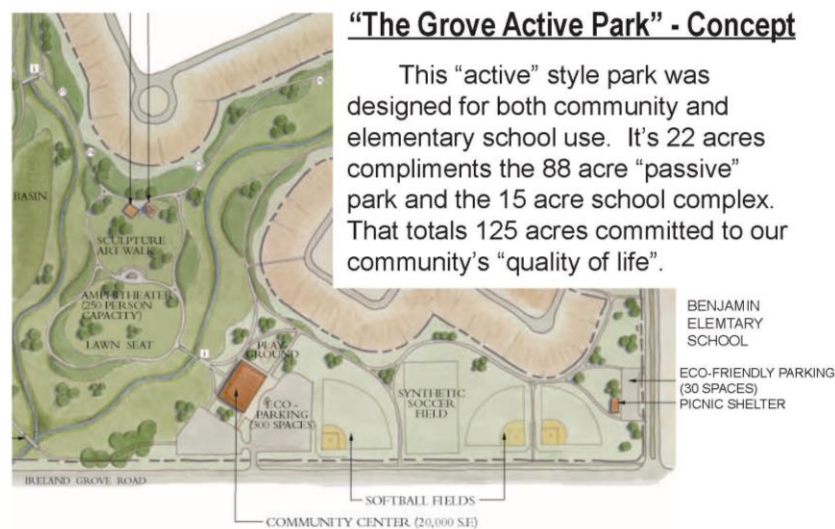 “The Grove Active Park” - Concept
This “active” style park was
designed for both community and
elementary school use. It’s 22 acres
compliments the 88 acre “passive”
park and the 15 acre school complex.
That totals 125 acres committed to our
community’s “quality of life”.
BASIN
SCULPTURE
ART WALK
AMPHITHEATER
(250 PERSON
CAPACITY)
LAWN SEAT
PLAY
GROUND
ECO-
PARKING
(300 SPACES)
SYNTHETIC
SOCCER
FIELD
BENJAMIN
ELEMTARY
SCHOOL
ECO-FRIENDLY PARKING
(30 SPACES)
PICNIC SHELTER
IRELAND GROVE ROAD
SOFTBALL FIELDS
COMMUNITY CENTER (20,000 S.F.)